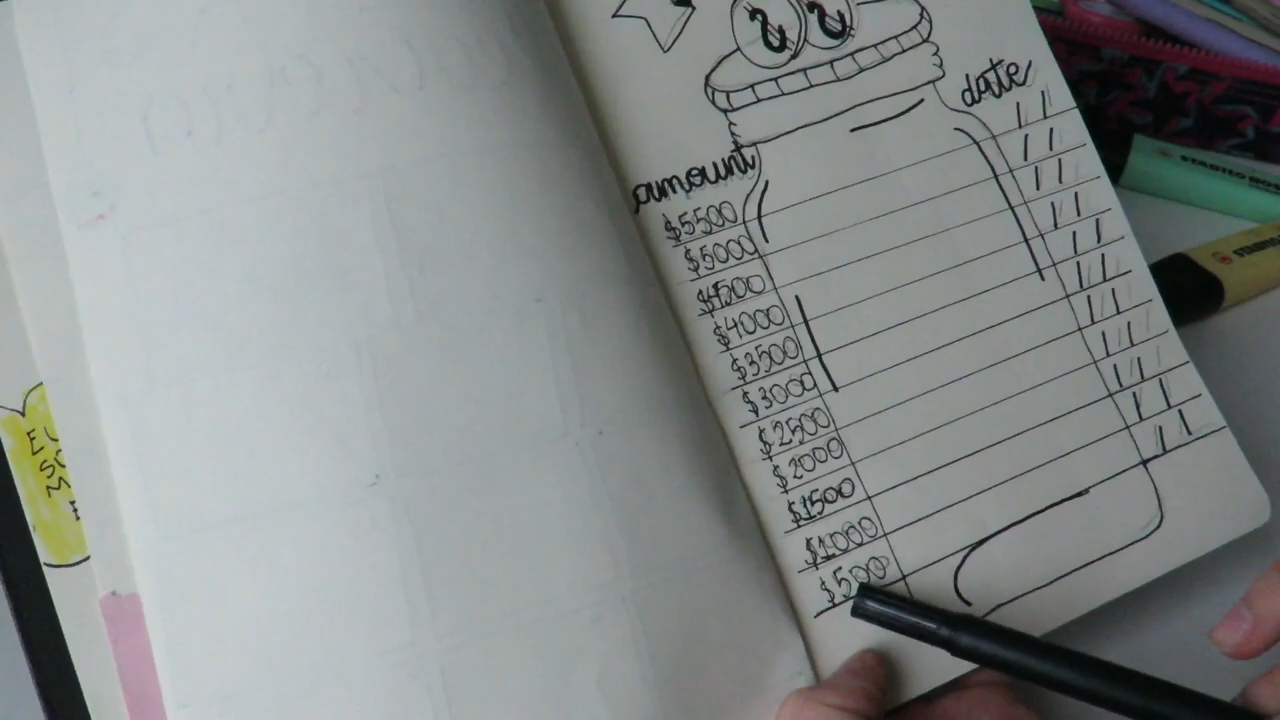 date
amount
$5500 / /
$5000 / /
$4500 / /
$4000 / /
$3500 / /
$3000 / /
$2500 / /
$2000 / /
$1500 / /
$1000 / /
$500 / /